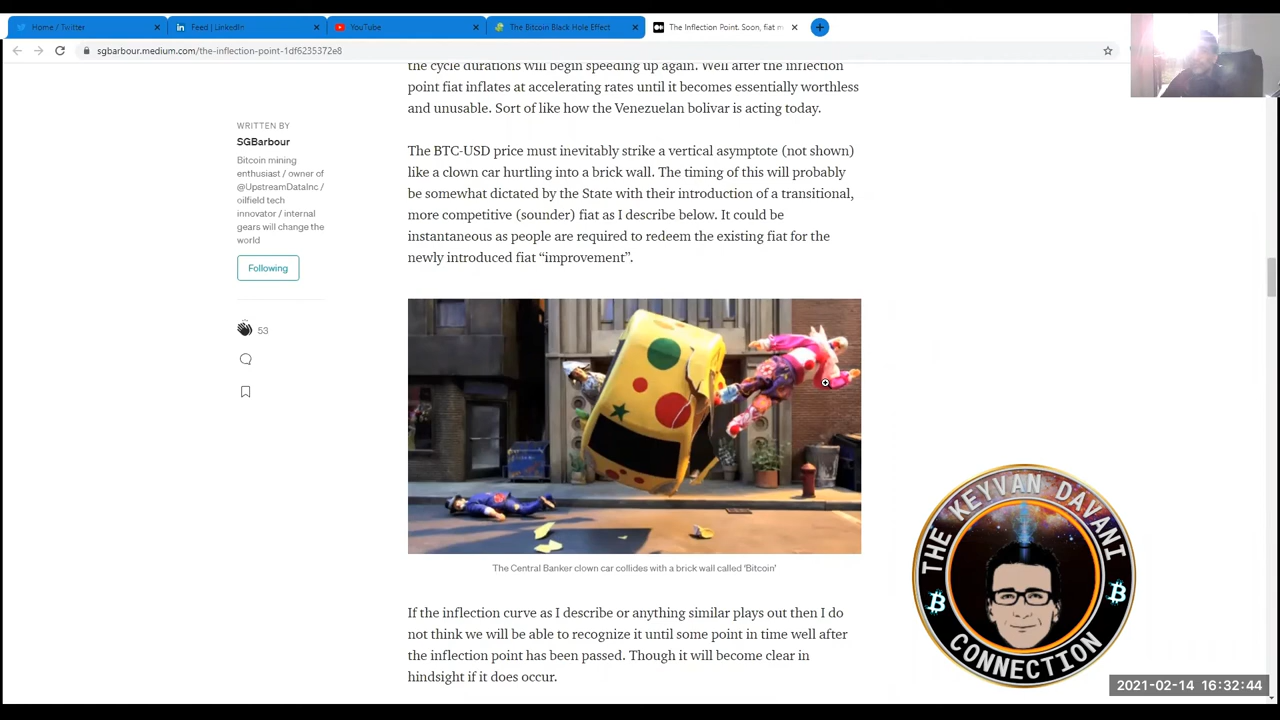 Home / Twitter
Feed | LinkedIn
YouTube
The Bitcoin Black Hole Effect
The Inflection Point. Soon, fiat m
sgbarbour.medium.com/the-inflection-point-1df6235372e8
the cycle durations will begin speeding up again. Well after the inflection
point fiat inflates at accelerating rates until it becomes essentially worthless
and unusable. Sort of like how the Venezuelan bolivar is acting today.
WRITTEN BY
SGBarbour
Bitcoin mining
enthusiast / owner of
@UpstreamDataInc /
oilfield tech
innovator / internal
gears will change the
world
Following
53
The BTC-USD price must inevitably strike a vertical asymptote (not shown)
like a clown car hurtling into a brick wall. The timing of this will probably
be somewhat dictated by the State with their introduction of a transitional,
more competitive (sounder) fiat as I describe below. It could be
instantaneous as people are required to redeem the existing fiat for the
newly introduced fiat “improvement”.
The Central Banker clown car collides with a brick wall called ‘Bitcoin’
If the inflection curve as I describe or anything similar plays out then I do
not think we will be able to recognize it until some point in time well after
the inflection point has been passed. Though it will become clear in
hindsight if it does occur.
THE KEYVAN DAVANI
CONNECTION
2021-02-14 16:32:44